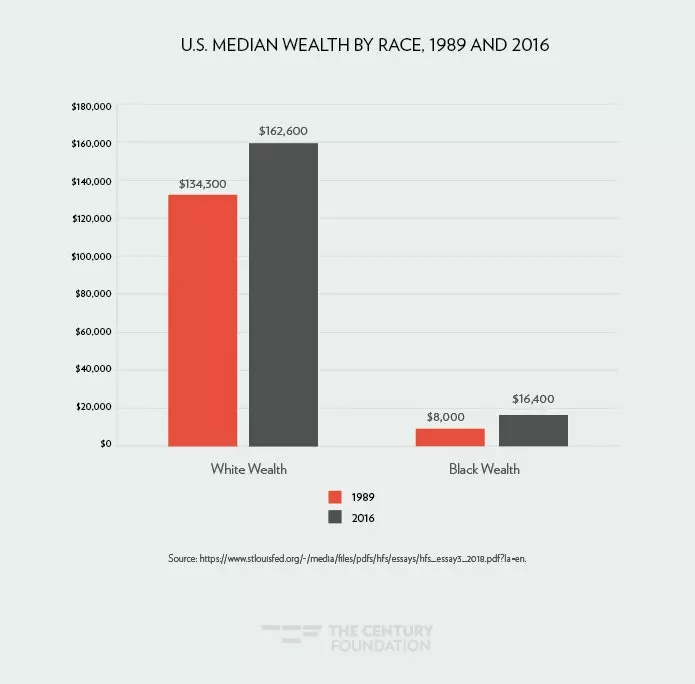 U.S. MEDIAN WEALTH BY RACE, 1989 AND 2016
$180,000
$160,000
$140,000
$120,000
$100,000
$80,000
$60,000
$40,000
$20,000
$0
$134,300
$162,600
$8,000
$16,400
White Wealth
Black Wealth
1989
2016
Source: https://www.stlouisfed.org/-/media/files/pdfs/hfs/essays/hfs_essay3_2018.pdf?la=en.
TCF THE CENTURY
FOUNDATION